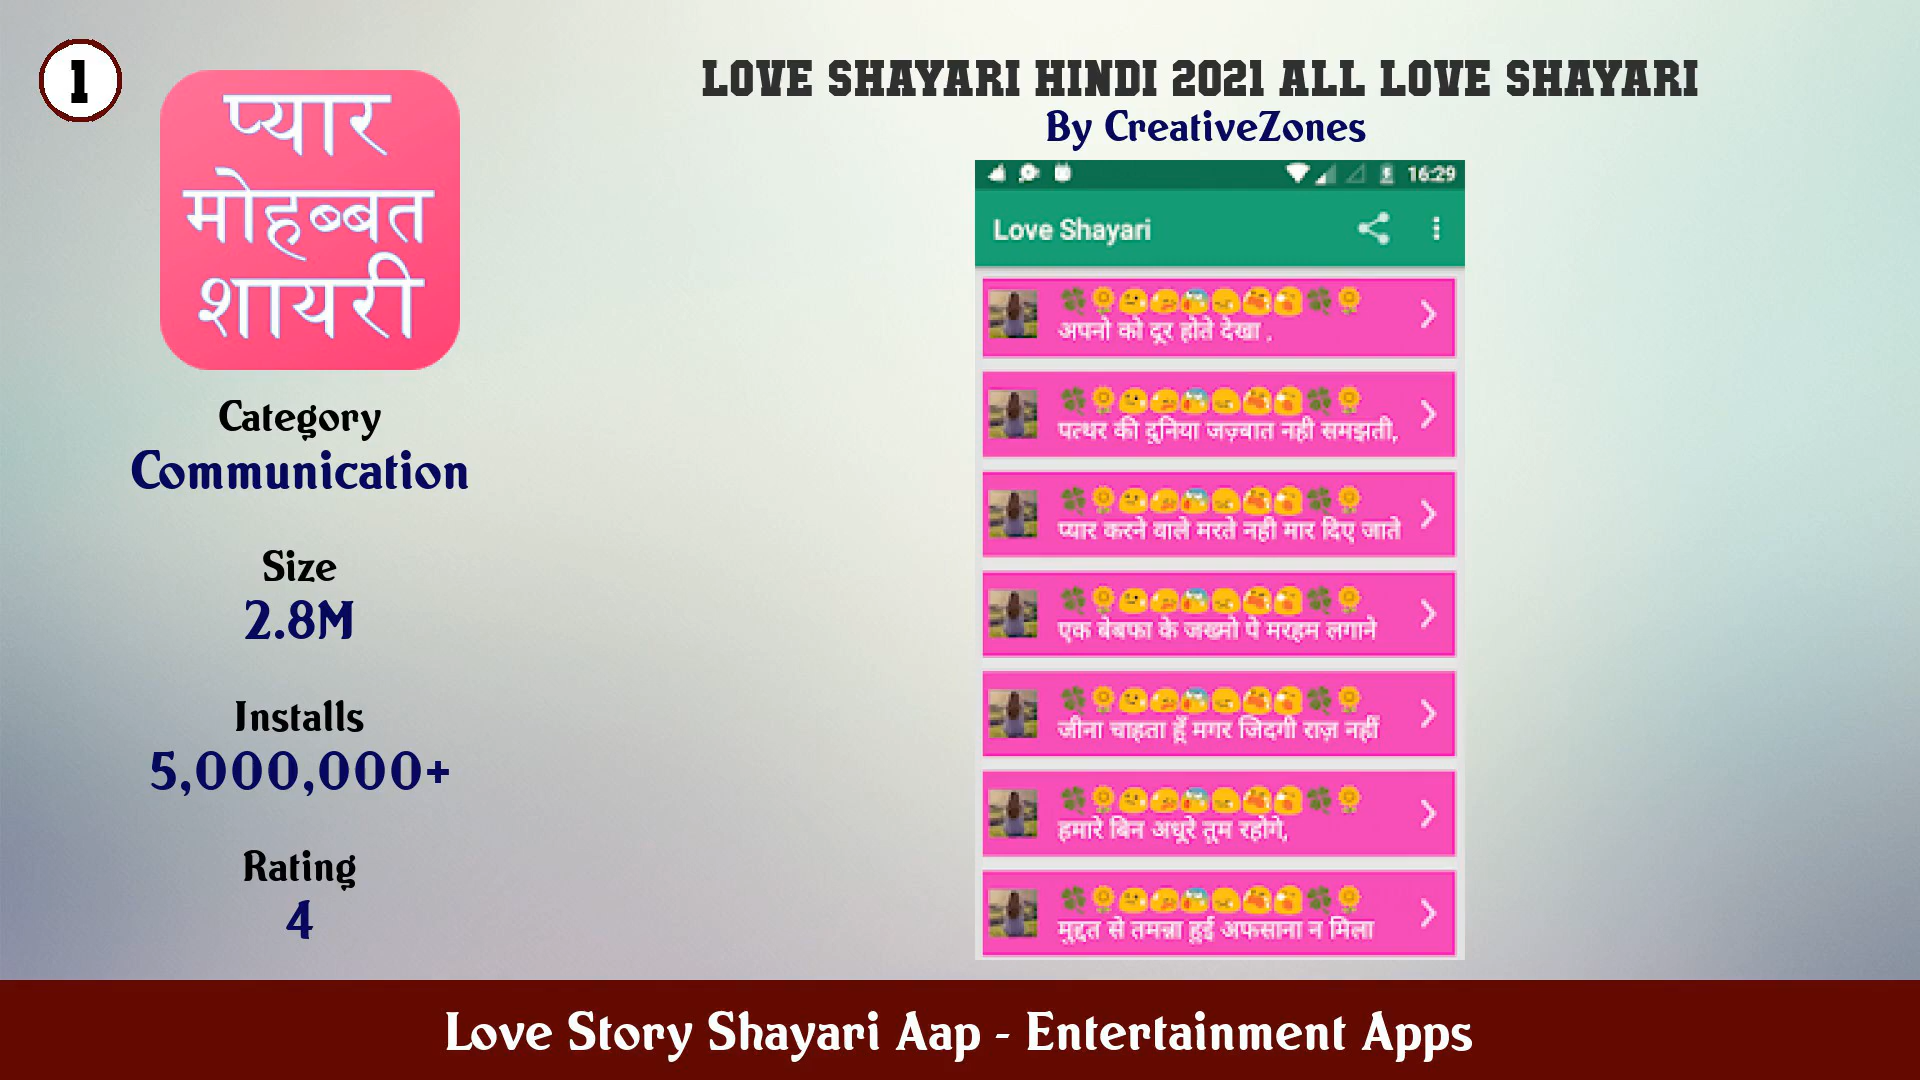 1
प्यार
मोहब्बत
शायरी
Category
Communication
Size
2.8M
Installs
5,000,000+
Rating
4
LOVE SHAYARI HINDI 2021 ALL LOVE SHAYARI
By CreativeZones
16:29
Love Shayari
🍀🌻😕😥😰😞😫😭🍀🌻
अपनो को दूर होते देखा .
पत्थर की दुनिया जज़्बात नही समझती,
प्यार करने वाले मरते नही मार दिए जाते
एक बेबफा के जख्मो पे मरहम लगाने
जीना चाहता हूँ मगर जिदगी राज़ नहीं
हमारे बिन अधूरे तुम रहोगे,
मुद्दत से तमन्ना हुई अफसाना न मिला
Love Story Shayari Aap - Entertainment Apps